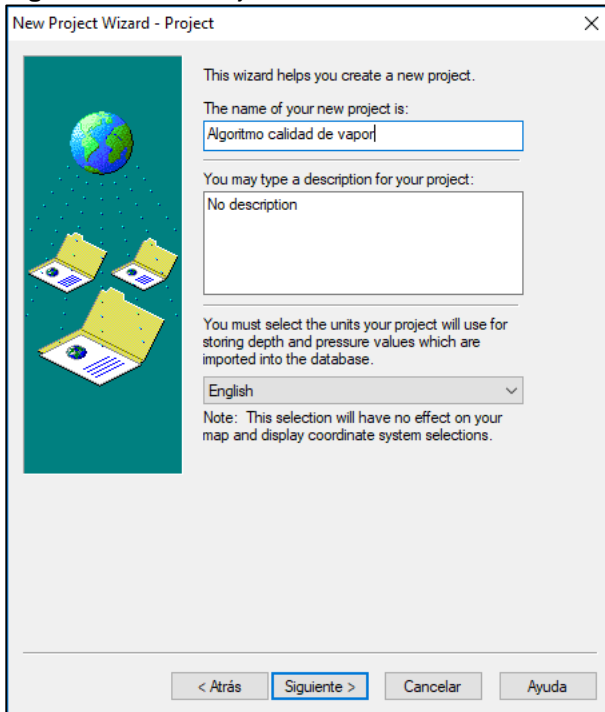 New Project Wizard - Project
This wizard helps you create a new project.
The name of your new project is:
Algoritmo calidad de vapor
You may type a description for your project:
No description
You must select the units your project will use for
storing depth and pressure values which are
imported into the database.
English
Note: This selection will have no effect on your
map and display coordinate system selections.
< Atrás
Siguiente >
Cancelar
Ayuda